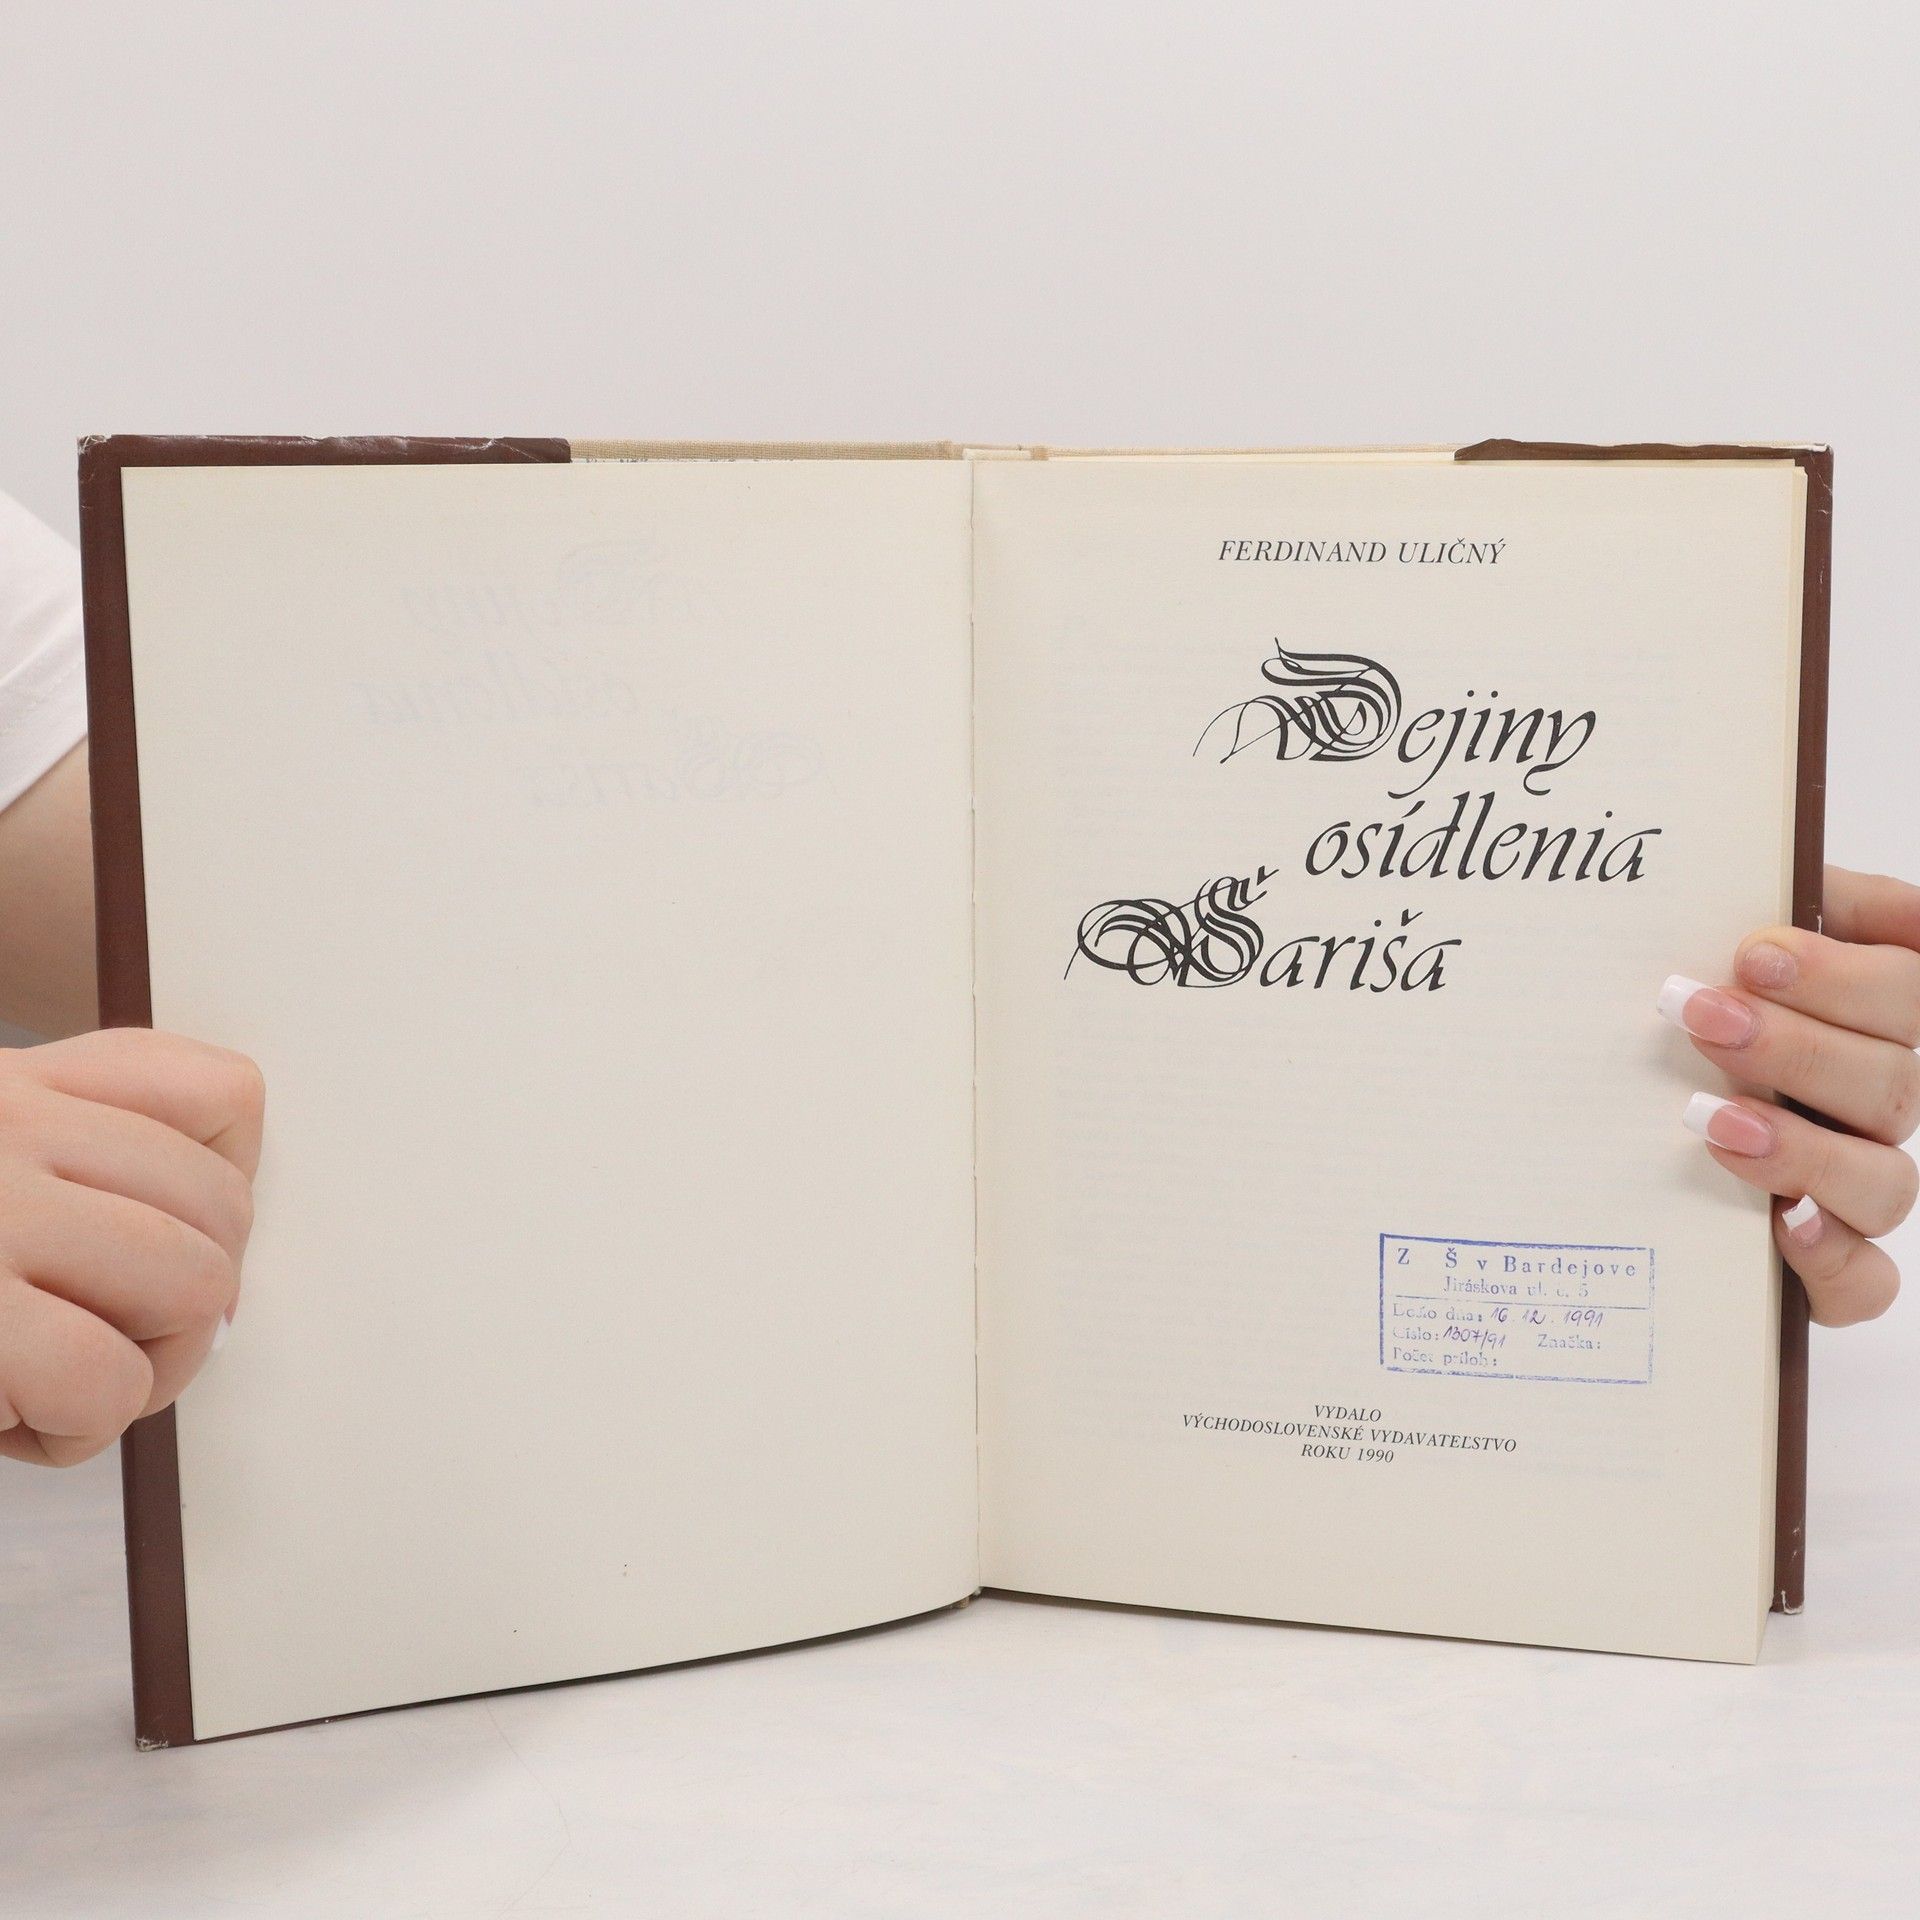 FERDINAND ULIČNÝ
Dejiny
osídlenia
Šariša
Z Š v Bardejove
Jiráskova ul. č. 5
Došlo dňa: 16. 12. 1991
Číslo: 1307/91 Značka:
Počet príloh:
VYDALO
VÝCHODOSLOVENSKÉ VYDAVATEĽSTVO
ROKU 1990